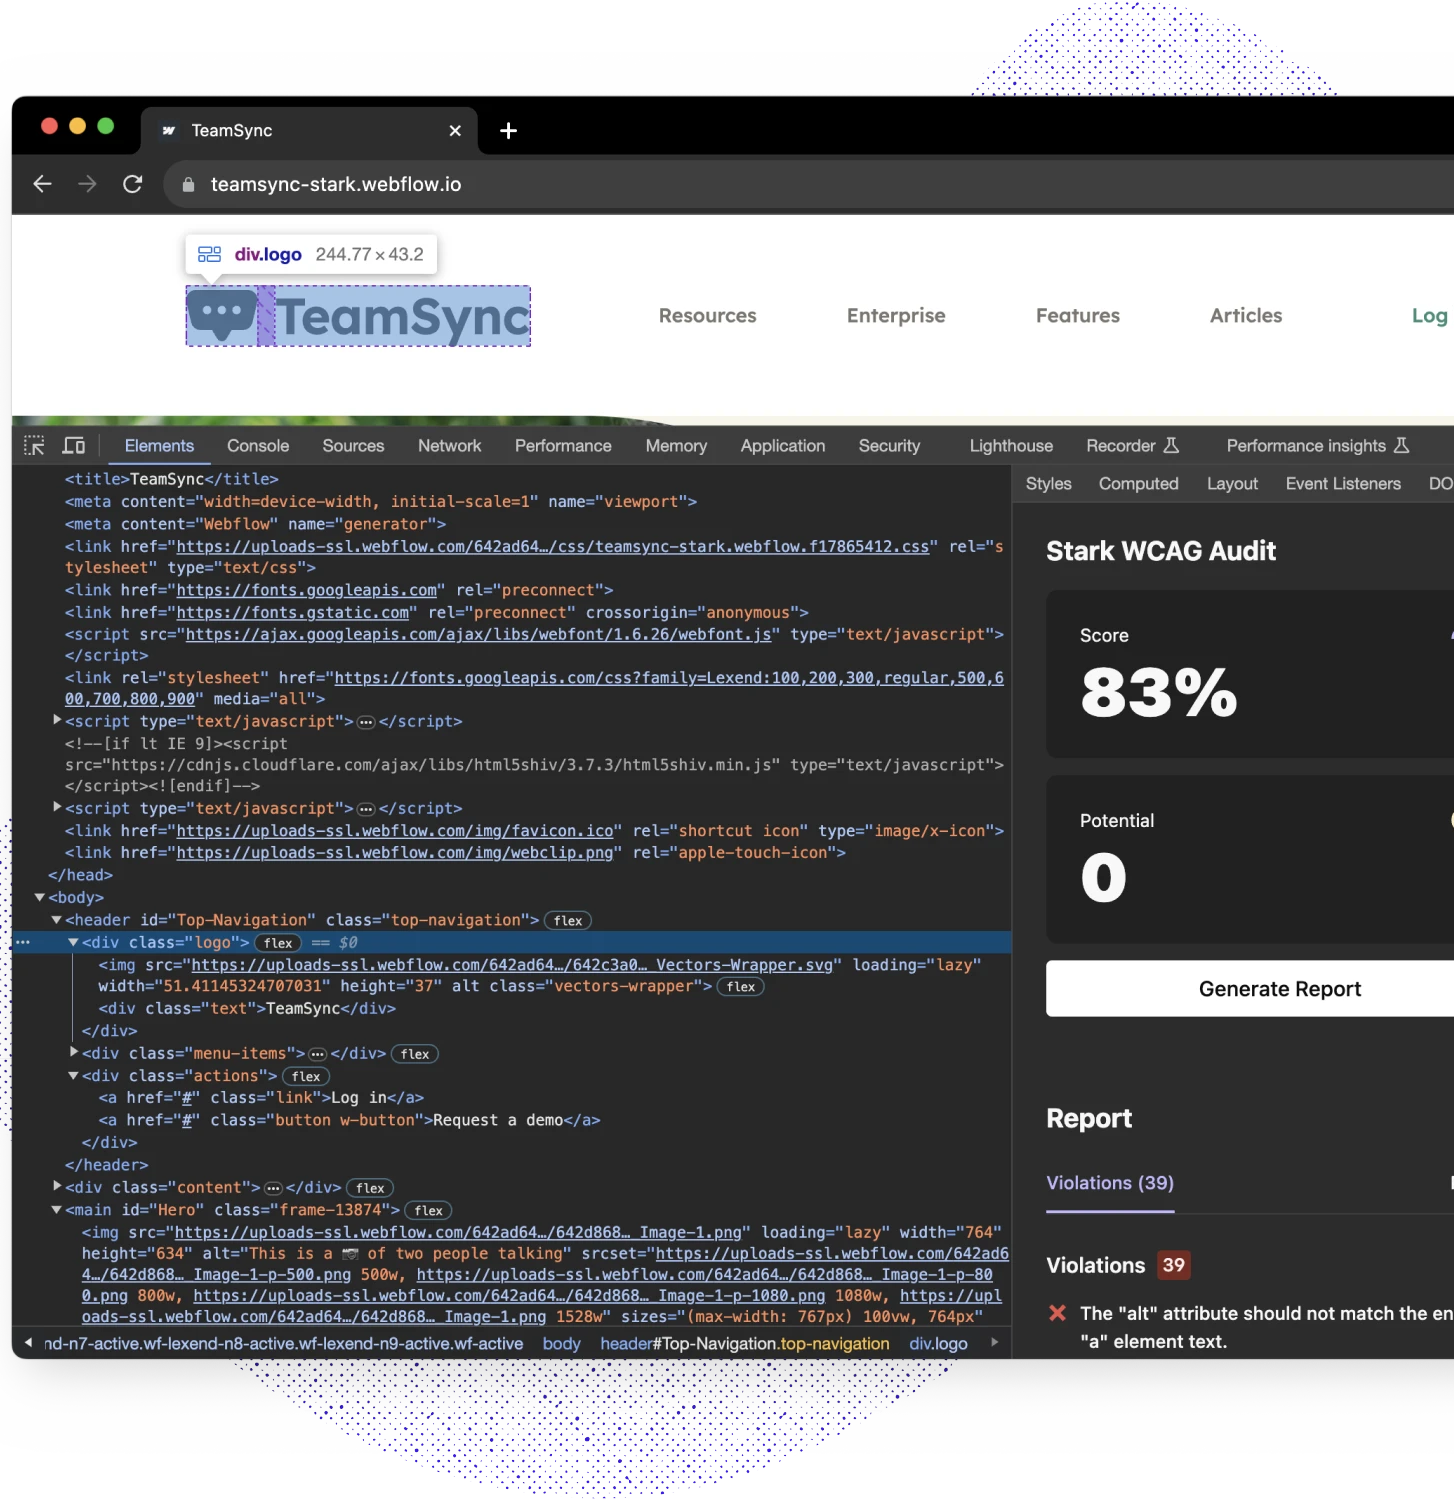 TeamSync
teamsync-stark.webflow.io
div.logo 244.77 × 43.2
TeamSync
Resources Enterprise Features Articles Log
Elements Console Sources Network Performance Memory Application Security Lighthouse Recorder Performance insights
<title>TeamSync</title>
<meta content="width=device-width, initial-scale=1" name="viewport">
<meta content="Webflow" name="generator">
<link href="https://uploads-ssl.webflow.com/642ad64…/css/teamsync-stark.webflow.f17865412.css" rel="s
tylesheet" type="text/css">
<link href="https://fonts.googleapis.com" rel="preconnect">
<link href="https://fonts.gstatic.com" rel="preconnect" crossorigin="anonymous">
<script src="https://ajax.googleapis.com/ajax/libs/webfont/1.6.26/webfont.js" type="text/javascript">
</script>
<link rel="stylesheet" href="https://fonts.googleapis.com/css?family=Lexend:100,200,300,regular,500,6
00,700,800,900" media="all">
<script type="text/javascript">…</script>
<!--[if lt IE 9]><script
src="https://cdnjs.cloudflare.com/ajax/libs/html5shiv/3.7.3/html5shiv.min.js" type="text/javascript">
</script><![endif]-->
<script type="text/javascript">…</script>
<link href="https://uploads-ssl.webflow.com/img/favicon.ico" rel="shortcut icon" type="image/x-icon">
<link href="https://uploads-ssl.webflow.com/img/webclip.png" rel="apple-touch-icon">
</head>
<body>
<header id="Top-Navigation" class="top-navigation"> flex
… <div class="logo"> flex == $0
<img src="https://uploads-ssl.webflow.com/642ad64…/642c3a0… Vectors-Wrapper.svg" loading="lazy"
width="51.41145324707031" height="37" alt class="vectors-wrapper"> flex
<div class="text">TeamSync</div>
</div>
<div class="menu-items">…</div> flex
<div class="actions"> flex
<a href="#" class="link">Log in</a>
<a href="#" class="button w-button">Request a demo</a>
</div>
</header>
<div class="content">…</div> flex
<main id="Hero" class="frame-13874"> flex
<img src="https://uploads-ssl.webflow.com/642ad64…/642d868… Image-1.png" loading="lazy" width="764"
height="634" alt="This is a 📷 of two people talking" srcset="https://uploads-ssl.webflow.com/642ad6
4…/642d868… Image-1-p-500.png 500w, https://uploads-ssl.webflow.com/642ad64…/642d868… Image-1-p-80
0.png 800w, https://uploads-ssl.webflow.com/642ad64…/642d868… Image-1-p-1080.png 1080w, https://upl
oads-ssl.webflow.com/642ad64…/642d868… Image-1.png 1528w" sizes="(max-width: 767px) 100vw, 764px"
nd-n7-active.wf-lexend-n8-active.wf-lexend-n9-active.wf-active body header#Top-Navigation.top-navigation div.logo
Styles Computed Layout Event Listeners DO
Stark WCAG Audit
Score
83%
Potential
0
Generate Report
Report
Violations (39)
Violations 39
The "alt" attribute should not match the en
"a" element text.